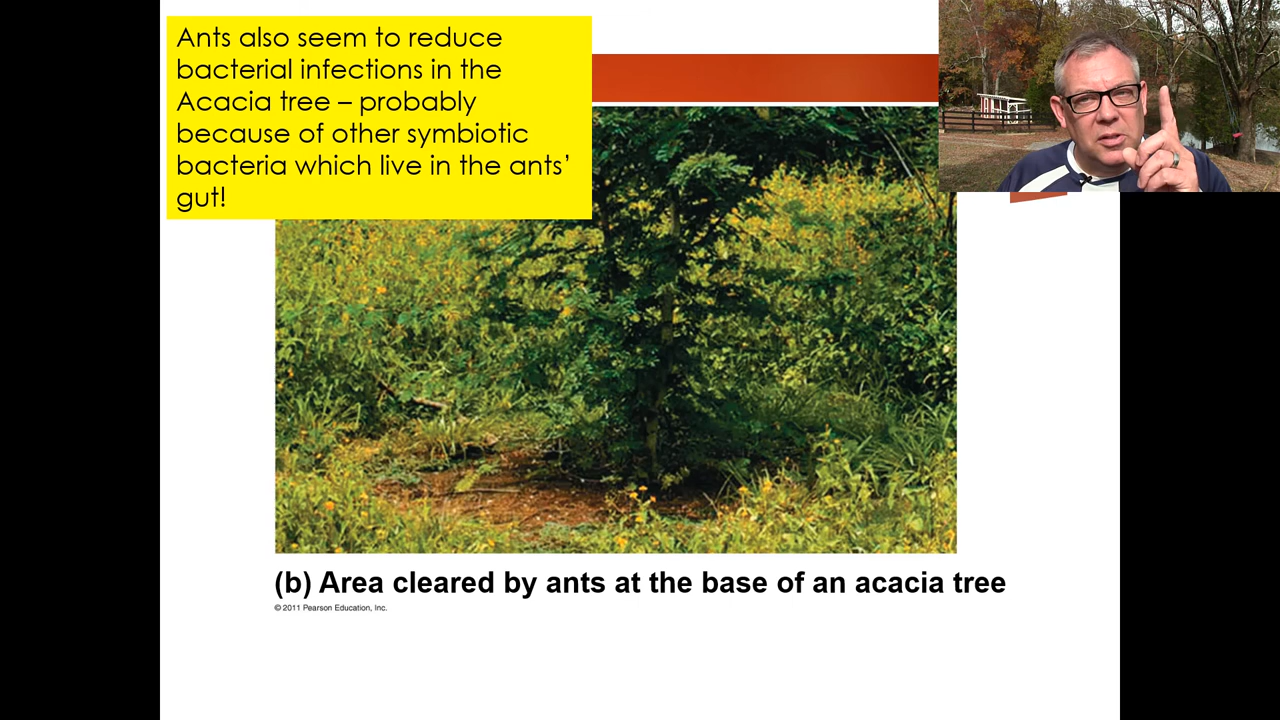 Ants also seem to reduce
bacterial infections in the
Acacia tree – probably
because of other symbiotic
bacteria which live in the ants’
gut!
(b) Area cleared by ants at the base of an acacia tree
© 2011 Pearson Education, Inc.